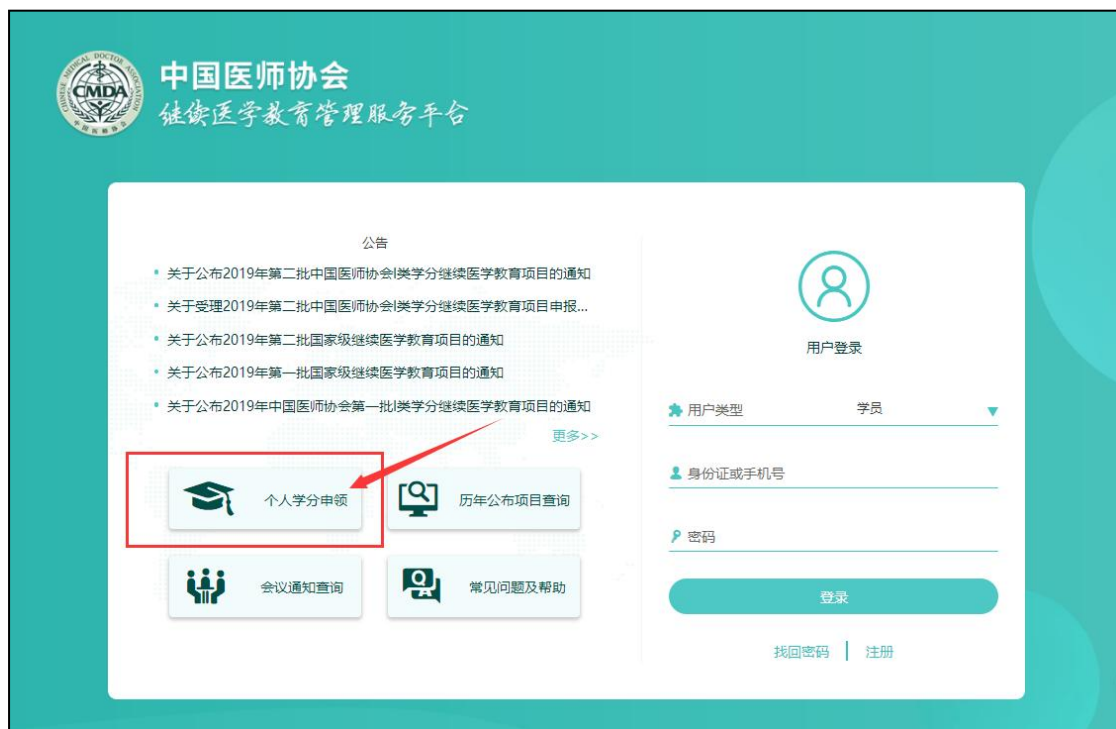 CHINESE MEDICAL DOCTOR ASSOCIATION
CMDA
中国医师协会
中国医师协会
继续医学教育管理服务平台
公告
关于公布2019年第二批中国医师协会I类学分继续医学教育项目的通知
关于受理2019年第二批中国医师协会I类学分继续医学教育项目申报...
关于公布2019年第二批国家级继续医学教育项目的通知
关于公布2019年第一批国家级继续医学教育项目的通知
关于公布2019年中国医师协会第一批I类学分继续医学教育项目的通知
更多>>
个人学分申领
历年公布项目查询
会议通知查询
Q
A
常见问题及帮助
用户登录
用户类型 学员
身份证或手机号
密码
登录
找回密码
注册